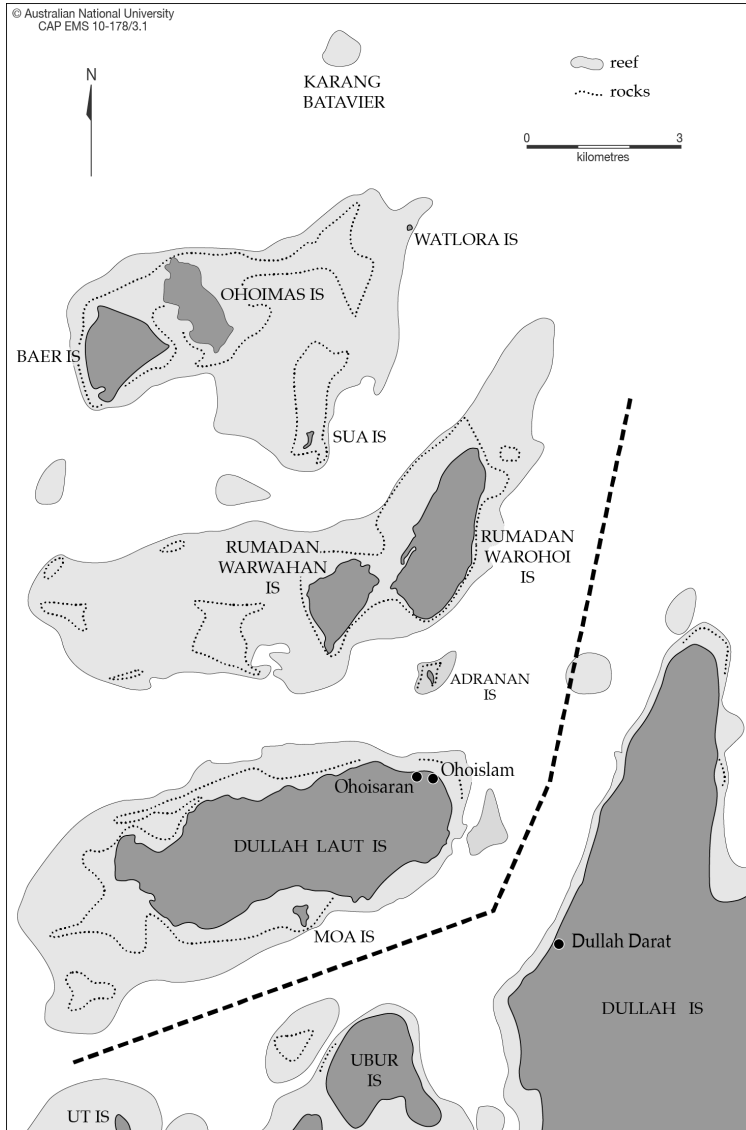 © Australian National University
CAP EMS 10-178/3.1
N
KARANG
BATAVIER
reef
rocks
0 3
kilometres
WATLORA IS
OHOIMAS IS
BAER IS
SUA IS
RUMADAN
WARWAHAN
IS
RUMADAN
WAROHOI
IS
ADRANAN
IS
Ohoislam
Ohoisaran
DULLAH LAUT IS
MOA IS
Dullah Darat
DULLAH IS
UBUR
IS
UT IS